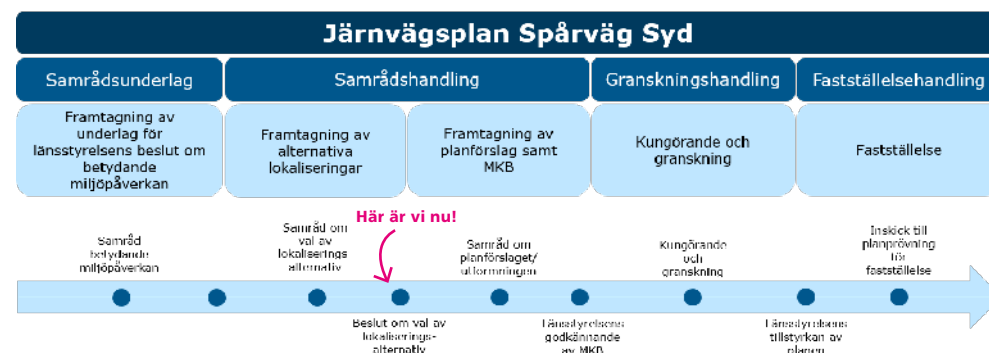 Järnvägsplan Spårväg Syd
Samrådsunderlag
Samrådshandling
Granskningshandling
Fastställelsehandling
Framtagning av
underlag för
länsstyrelsens beslut om
betydande
miljöpåverkan
Framtagning av
alternativa
lokaliseringar
Framtagning av
planförslag samt
MKB
Kungörande och
granskning
Fastställelse
Här är vi nu!
Samråd
betydande
miljöpåverkan
Samråd om
val av
lokaliserings
alternativ
Samråd om
planförslaget/
utformningen
Kungörande
och
granskning
Inskick till
planprövning
för
fastställelse
Beslut om val av
lokaliserings-
alternativ
Länsstyrelsens
godkännande
av MKB
Länsstyrelsens
tillstyrkan av
planen